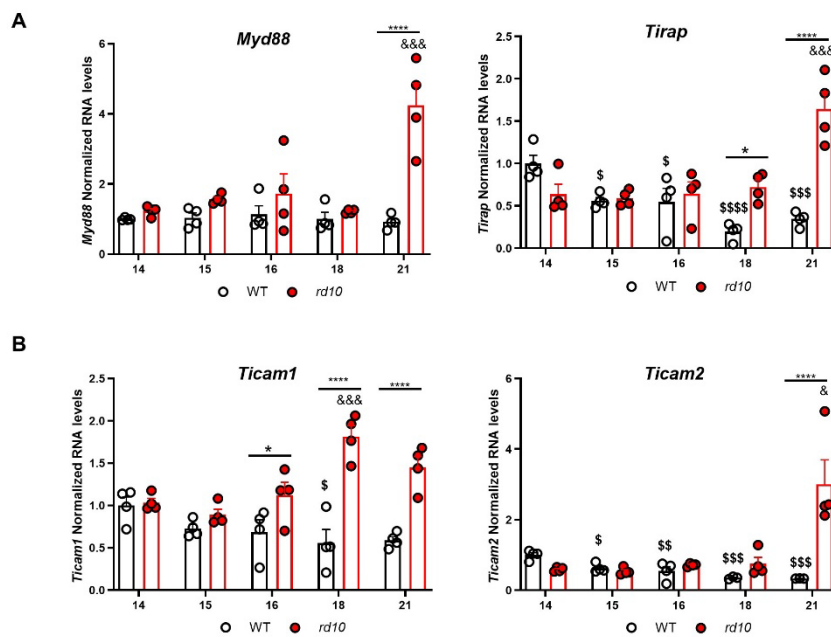 A
Myd88
Myd88 Normalized RNA levels
6
4
2
0
****
&&&
14 15 16 18 21
WT rd10
Tirap
Tirap Normalized RNA levels
2.5
2.0
1.5
1.0
0.5
0.0
$
$
$$$$
*
$$$
****
&&&
14 15 16 18 21
WT rd10
B
Ticam1
Ticam1 Normalized RNA levels
2.5
2.0
1.5
1.0
0.5
0.0
*
$
****
&&&
****
14 15 16 18 21
WT rd10
Ticam2
Ticam2 Normalized RNA levels
6
4
2
0
$
$$
$$$
$$$
****
&
14 15 16 18 21
WT rd10